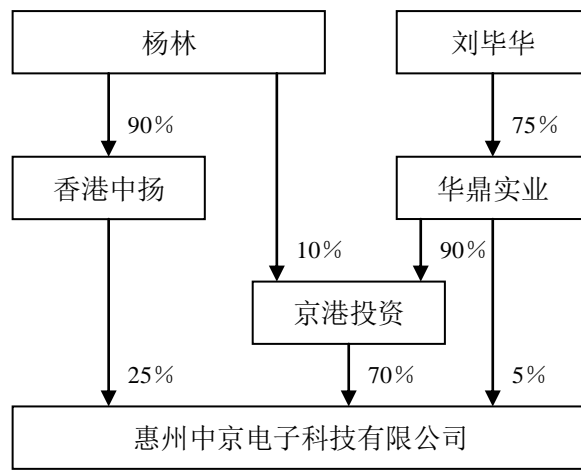 杨林
刘毕华
90%
75%
香港中扬
华鼎实业
10%
90%
京港投资
25%
70%
5%
惠州中京电子科技有限公司